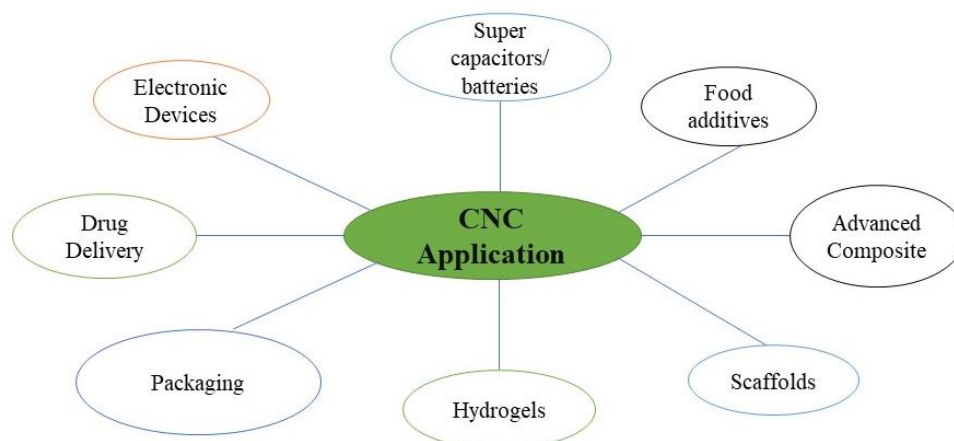 Super
capacitors/
batteries
Electronic
Devices
Food
additives
Drug
Delivery
CNC
Application
Advanced
Composite
Packaging
Hydrogels
Scaffolds